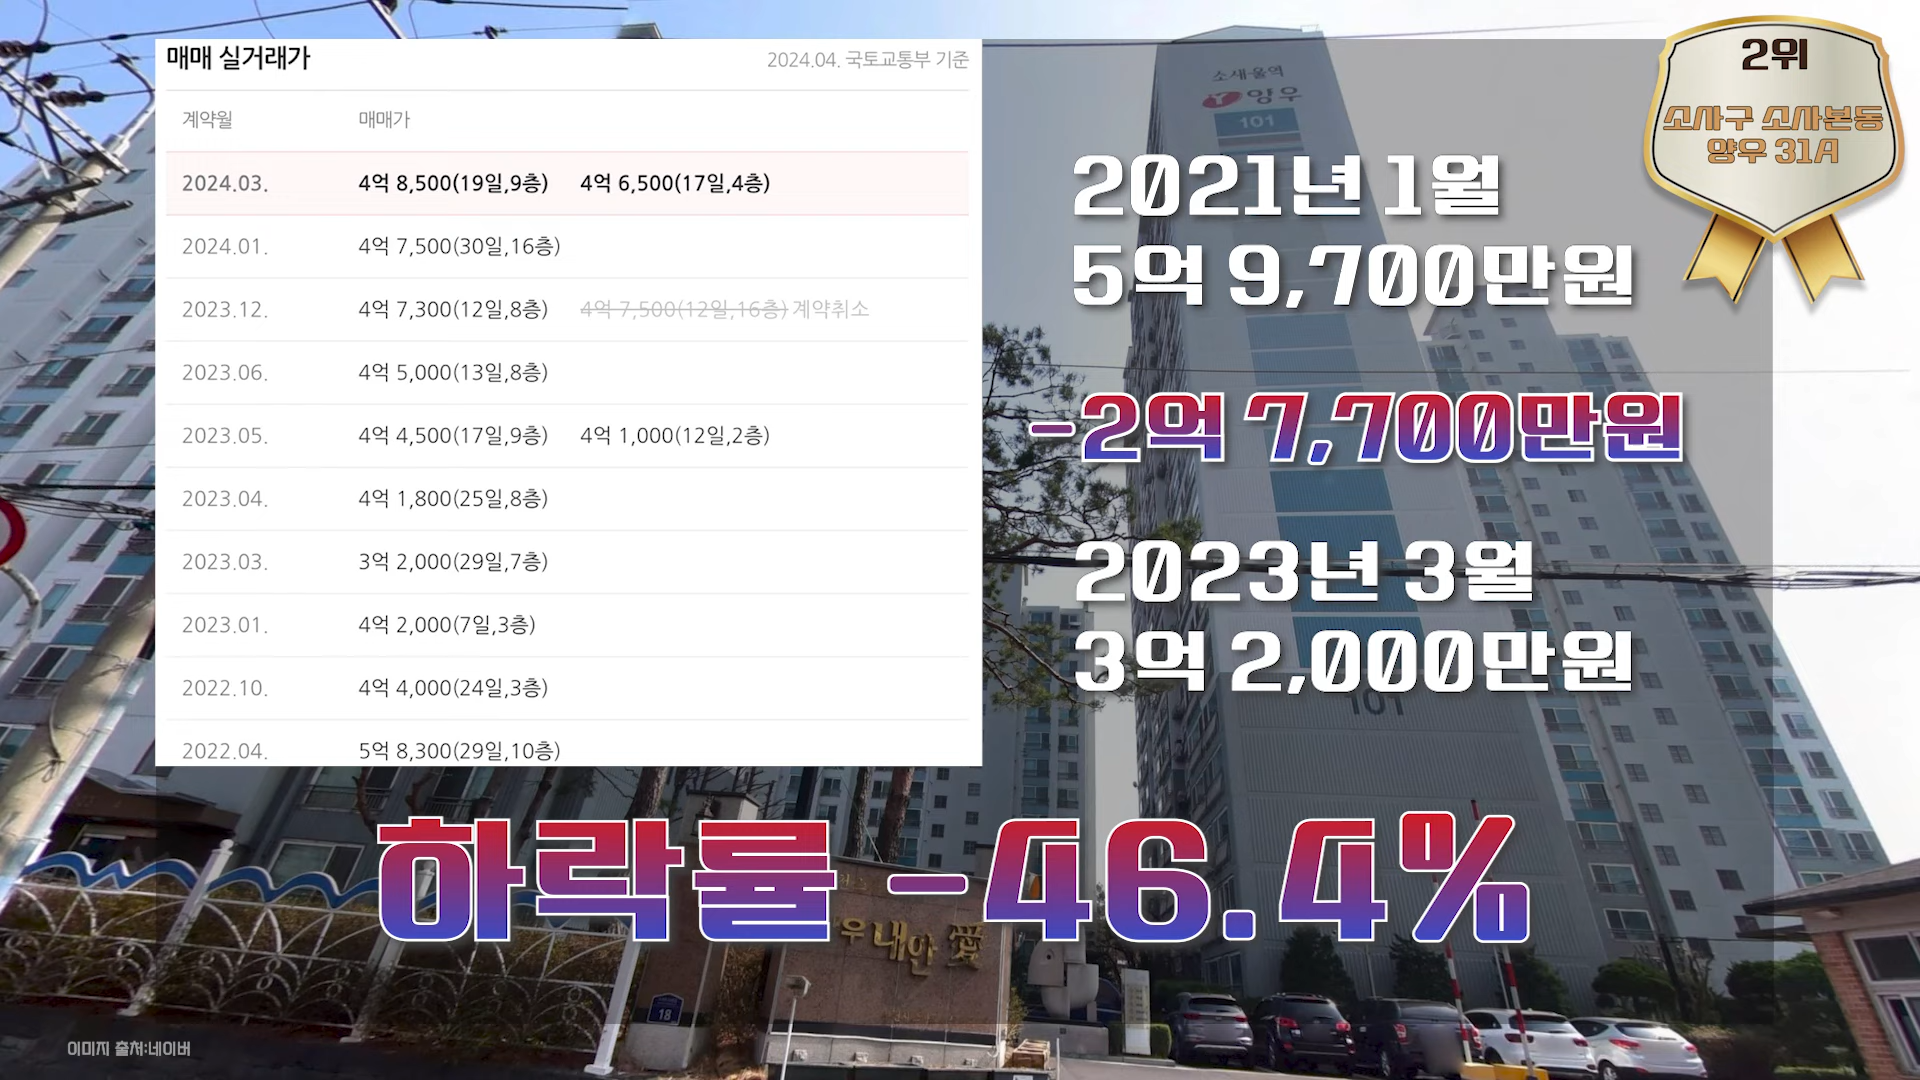 매매 실거래가
2024.04. 국토교통부 기준
계약월 매매가
2024.03. 4억 8,500(19일,9층) 4억 6,500(17일,4층)
2024.01. 4억 7,500(30일,16층)
2023.12. 4억 7,300(12일,8층) 4억 7,500(12일,16층) 계약취소
2023.06. 4억 5,000(13일,8층)
2023.05. 4억 4,500(17일,9층) 4억 1,000(12일,2층)
2023.04. 4억 1,800(25일,8층)
2023.03. 3억 2,000(29일,7층)
2023.01. 4억 2,000(7일,3층)
2022.10. 4억 4,000(24일,3층)
2022.04. 5억 8,300(29일,10층)
2위
소사구 소사본동
양우 31A
소새울역
양우
101
2021년 1월
5억 9,700만원
-2억 7,700만원
2023년 3월
3억 2,000만원
101
하락률 -46.4%
우내안愛
18
이미지 출처:네이버